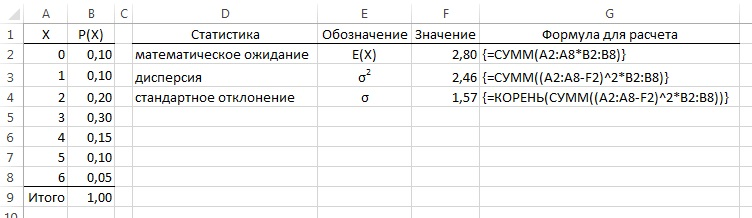 A B C D E F G
1 X P(X) Статистика Обозначение Значение Формула для расчета
2 0 0,10 математическое ожидание E(X) 2,80 {=СУММ(A2:A8*B2:B8)}
3 1 0,10 дисперсия σ² 2,46 {=СУММ((A2:A8-F2)^2*B2:B8)}
4 2 0,20 стандартное отклонение σ 1,57 {=КОРЕНЬ(СУММ((A2:A8-F2)^2*B2:B8))}
5 3 0,30
6 4 0,15
7 5 0,10
8 6 0,05
9 Итого 1,00
10